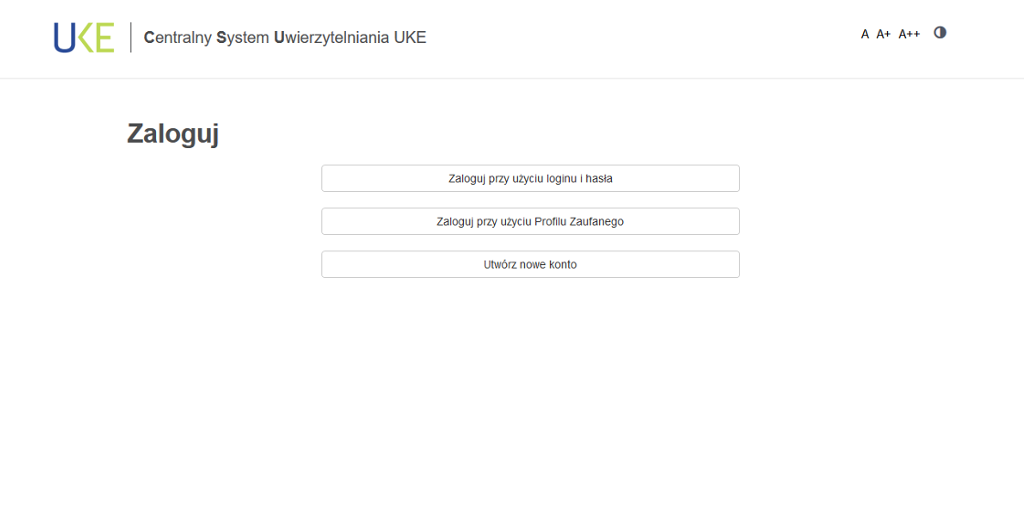 UKE
Centralny System Uwierzytelniania UKE
A A+ A++
Zaloguj
Zaloguj przy użyciu loginu i hasła
Zaloguj przy użyciu Profilu Zaufanego
Utwórz nowe konto